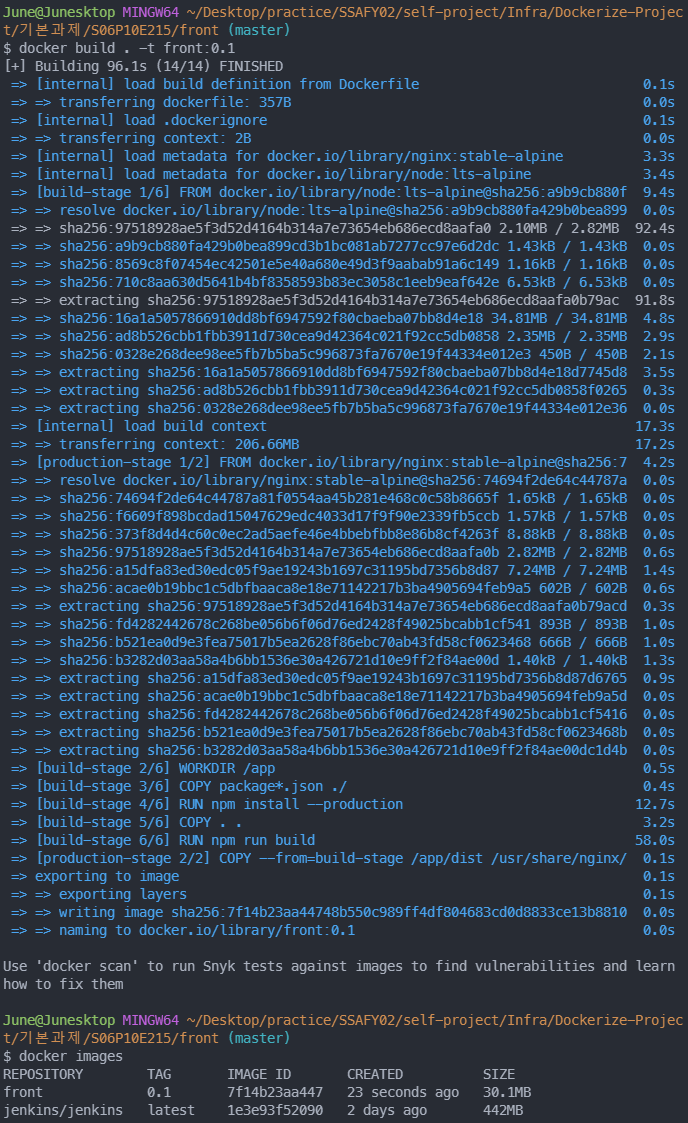 June@Junesktop MINGW64 ~/Desktop/practice/SSAFY02/self-project/Infra/Dockerize-Projec
t/기본과제/S06P10E215/front (master)
$ docker build . -t front:0.1
[+] Building 96.1s (14/14) FINISHED
=> [internal] load build definition from Dockerfile 0.1s
=> => transferring dockerfile: 357B 0.0s
=> [internal] load .dockerignore 0.1s
=> => transferring context: 2B 0.0s
=> [internal] load metadata for docker.io/library/nginx:stable-alpine 3.3s
=> [internal] load metadata for docker.io/library/node:lts-alpine 3.4s
=> [build-stage 1/6] FROM docker.io/library/node:lts-alpine@sha256:a9b9cb880f 9.4s
=> => resolve docker.io/library/node:lts-alpine@sha256:a9b9cb880fa429b0bea899 0.0s
=> => sha256:97518928ae5f3d52d4164b314a7e73654eb686ecd8aafa0 2.10MB / 2.82MB 92.4s
=> => sha256:a9b9cb880fa429b0bea899cd3b1bc081ab7277cc97e6d2dc 1.43kB / 1.43kB 0.0s
=> => sha256:8569c8f07454ec42501e5e40a680e49d3f9aabab91a6c149 1.16kB / 1.16kB 0.0s
=> => sha256:710c8aa630d5641b4bf8358593b83ec3058c1eeb9eaf642e 6.53kB / 6.53kB 0.0s
=> => extracting sha256:97518928ae5f3d52d4164b314a7e73654eb686ecd8aafa0b79ac 91.8s
=> => sha256:16a1a5057866910dd8bf6947592f80cbaeba07bb8d4e18 34.81MB / 34.81MB 4.8s
=> => sha256:ad8b526cbb1fbb3911d730cea9d42364c021f92cc5db0858 2.35MB / 2.35MB 2.9s
=> => sha256:0328e268dee98ee5fb7b5ba5c996873fa7670e19f44334e012e3 450B / 450B 2.1s
=> => extracting sha256:16a1a5057866910dd8bf6947592f80cbaeba07bb8d4e18d7745d8 3.5s
=> => extracting sha256:ad8b526cbb1fbb3911d730cea9d42364c021f92cc5db0858f0265 0.3s
=> => extracting sha256:0328e268dee98ee5fb7b5ba5c996873fa7670e19f44334e012e36 0.0s
=> [internal] load build context 17.3s
=> => transferring context: 206.66MB 17.2s
=> [production-stage 1/2] FROM docker.io/library/nginx:stable-alpine@sha256:7 4.2s
=> => resolve docker.io/library/nginx:stable-alpine@sha256:74694f2de64c44787a 0.0s
=> => sha256:74694f2de64c44787a81f0554aa45b281e468c0c58b8665f 1.65kB / 1.65kB 0.0s
=> => sha256:f6609f898bcdad15047629edc4033d17f9f90e2339fb5ccb 1.57kB / 1.57kB 0.0s
=> => sha256:373f8d4d4c60c0ec2ad5aefe46e4bbebfbb8e86b8cf4263f 8.88kB / 8.88kB 0.0s
=> => sha256:97518928ae5f3d52d4164b314a7e73654eb686ecd8aafa0b 2.82MB / 2.82MB 0.6s
=> => sha256:a15dfa83ed30edc05f9ae19243b1697c31195bd7356b8d87 7.24MB / 7.24MB 1.4s
=> => sha256:acae0b19bbc1c5dbfbaaca8e18e71142217b3ba4905694feb9a5 602B / 602B 0.6s
=> => extracting sha256:97518928ae5f3d52d4164b314a7e73654eb686ecd8aafa0b79acd 0.3s
=> => sha256:fd4282442678c268be056b6f06d76ed2428f49025bcabb1cf541 893B / 893B 1.0s
=> => sha256:b521ea0d9e3fea75017b5ea2628f86ebc70ab43fd58cf0623468 666B / 666B 1.0s
=> => sha256:b3282d03aa58a4b6bb1536e30a426721d10e9ff2f84ae00d 1.40kB / 1.40kB 1.3s
=> => extracting sha256:a15dfa83ed30edc05f9ae19243b1697c31195bd7356b8d87d6765 0.9s
=> => extracting sha256:acae0b19bbc1c5dbfbaaca8e18e71142217b3ba4905694feb9a5d 0.0s
=> => extracting sha256:fd4282442678c268be056b6f06d76ed2428f49025bcabb1cf5416 0.0s
=> => extracting sha256:b521ea0d9e3fea75017b5ea2628f86ebc70ab43fd58cf0623468b 0.0s
=> => extracting sha256:b3282d03aa58a4b6bb1536e30a426721d10e9ff2f84ae00dc1d4b 0.0s
=> [build-stage 2/6] WORKDIR /app 0.5s
=> [build-stage 3/6] COPY package*.json ./ 0.4s
=> [build-stage 4/6] RUN npm install --production 12.7s
=> [build-stage 5/6] COPY . . 3.2s
=> [build-stage 6/6] RUN npm run build 58.0s
=> [production-stage 2/2] COPY --from=build-stage /app/dist /usr/share/nginx/ 0.1s
=> exporting to image 0.1s
=> => exporting layers 0.1s
=> => writing image sha256:7f14b23aa44748b550c989ff4df804683cd0d8833ce13b8810 0.0s
=> => naming to docker.io/library/front:0.1 0.0s
Use 'docker scan' to run Snyk tests against images to find vulnerabilities and learn
how to fix them
June@Junesktop MINGW64 ~/Desktop/practice/SSAFY02/self-project/Infra/Dockerize-Projec
t/기본과제/S06P10E215/front (master)
$ docker images
REPOSITORY TAG IMAGE ID CREATED SIZE
front 0.1 7f14b23aa447 23 seconds ago 30.1MB
jenkins/jenkins latest 1e3e93f52090 2 days ago 442MB